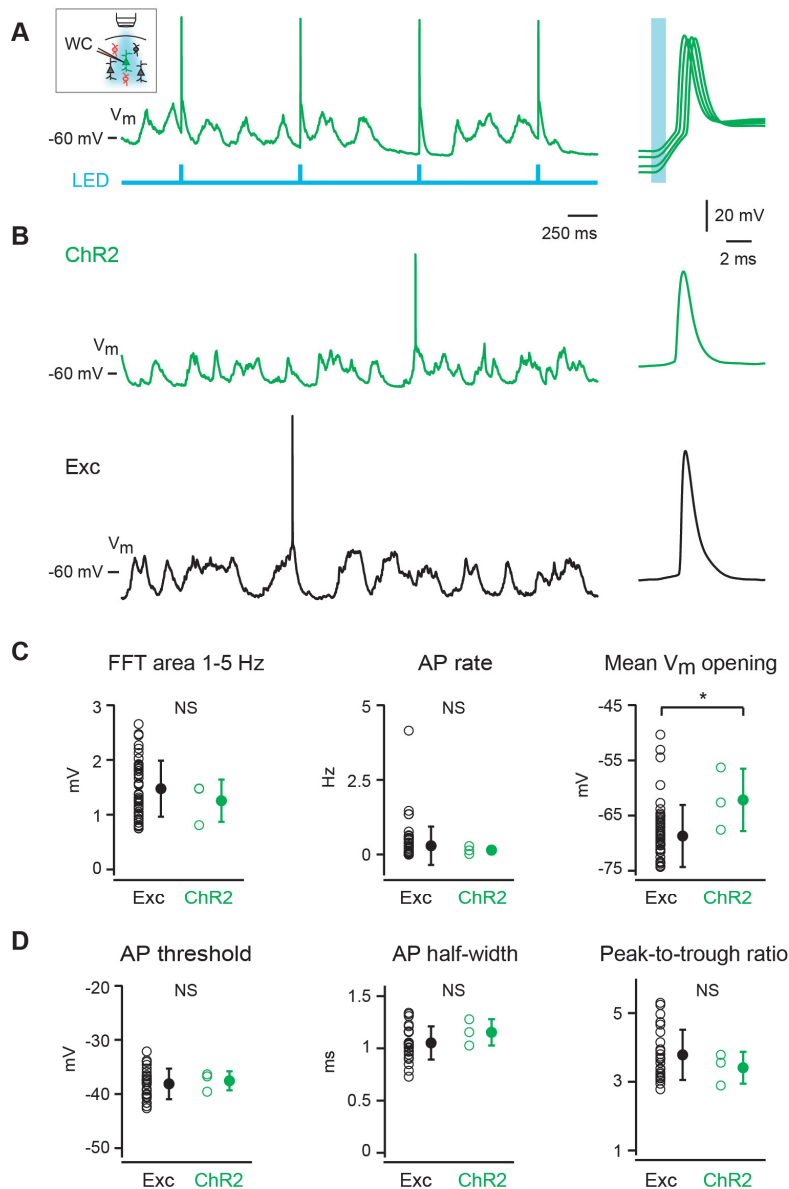 A
WC
Vm
-60 mV
LED
250 ms
20 mV
2 ms
B
ChR2
Vm
-60 mV
Exc
Vm
-60 mV
C
FFT area 1-5 Hz
AP rate
Mean Vm opening
3
2
1
0
mV
NS
Exc
ChR2
5
2.5
0
Hz
NS
Exc
ChR2
-45
-55
-65
-75
mV
*
Exc
ChR2
D
AP threshold
AP half-width
Peak-to-trough ratio
-20
-30
-40
-50
mV
NS
Exc
ChR2
1.5
1
0.5
0
ms
NS
Exc
ChR2
5
3
1
NS
Exc
ChR2